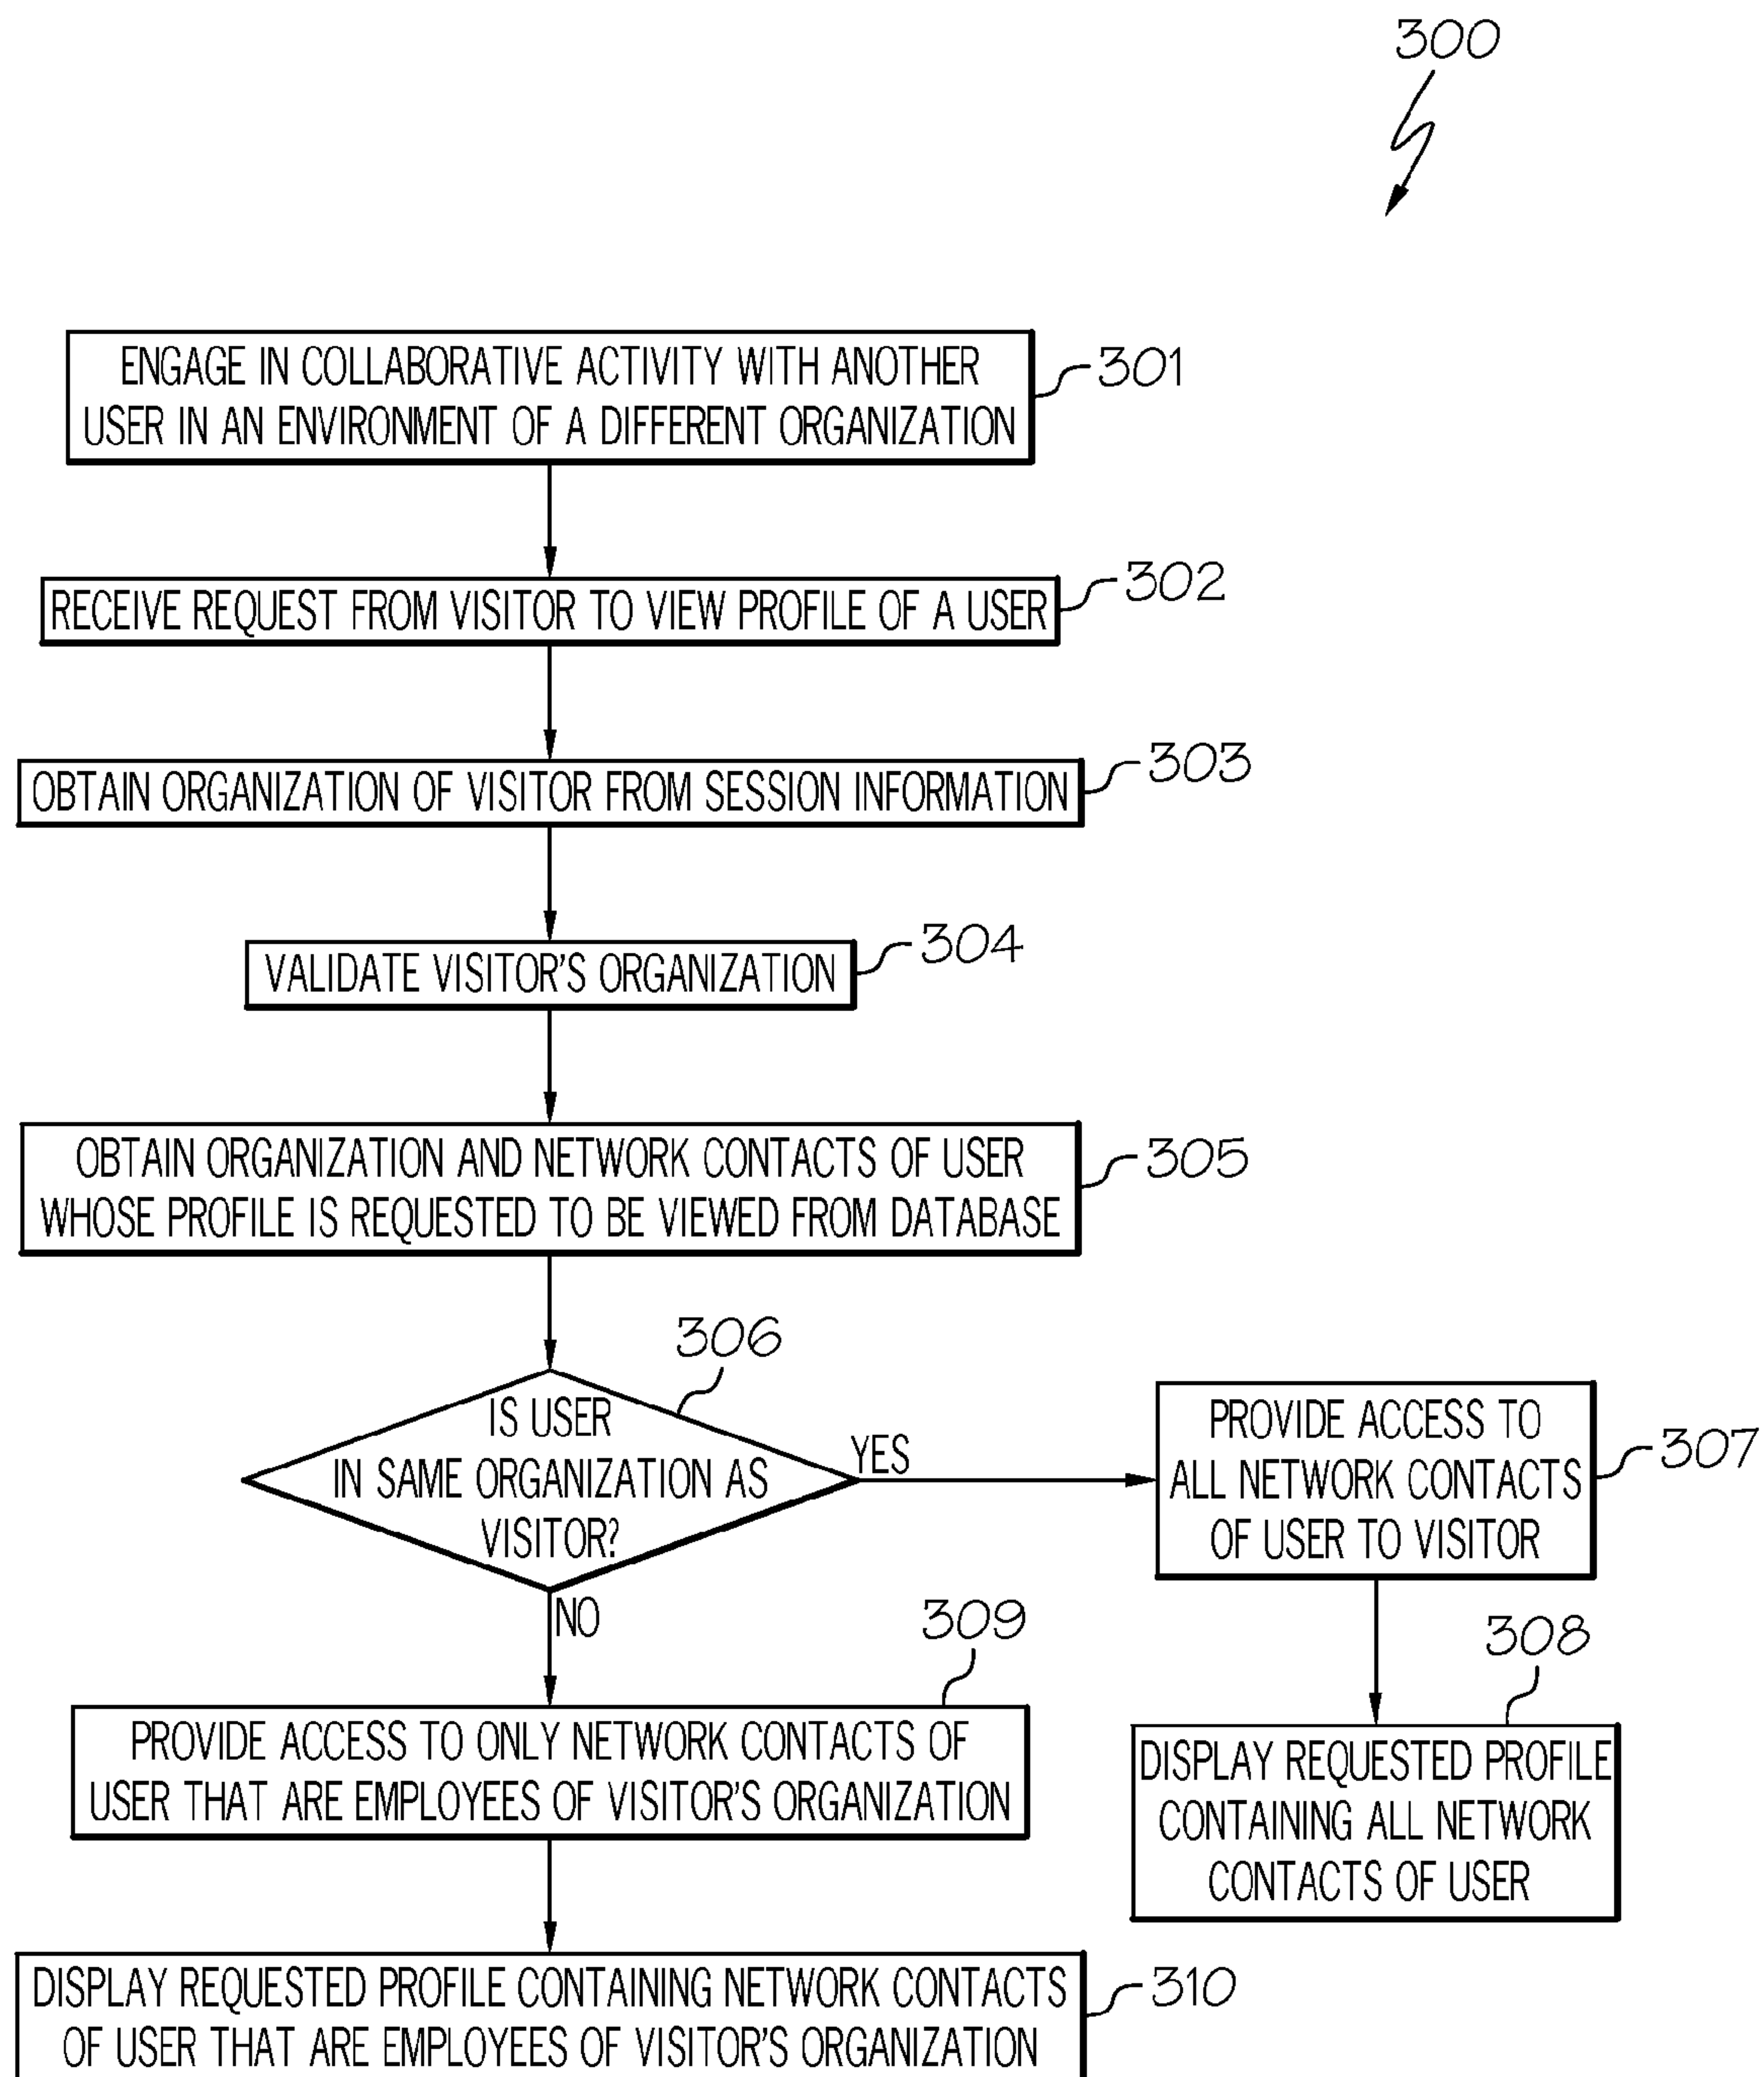 300
ENGAGE IN COLLABORATIVE ACTIVITY WITH ANOTHER
USER IN AN ENVIRONMENT OF A DIFFERENT ORGANIZATION
301
RECEIVE REQUEST FROM VISITOR TO VIEW PROFILE OF A USER
302
OBTAIN ORGANIZATION OF VISITOR FROM SESSION INFORMATION
303
VALIDATE VISITOR'S ORGANIZATION
304
OBTAIN ORGANIZATION AND NETWORK CONTACTS OF USER
WHOSE PROFILE IS REQUESTED TO BE VIEWED FROM DATABASE
305
306
IS USER
IN SAME ORGANIZATION AS
VISITOR?
YES
NO
PROVIDE ACCESS TO
ALL NETWORK CONTACTS
OF USER TO VISITOR
307
308
DISPLAY REQUESTED PROFILE
CONTAINING ALL NETWORK
CONTACTS OF USER
309
PROVIDE ACCESS TO ONLY NETWORK CONTACTS OF
USER THAT ARE EMPLOYEES OF VISITOR'S ORGANIZATION
DISPLAY REQUESTED PROFILE CONTAINING NETWORK CONTACTS
OF USER THAT ARE EMPLOYEES OF VISITOR'S ORGANIZATION
310